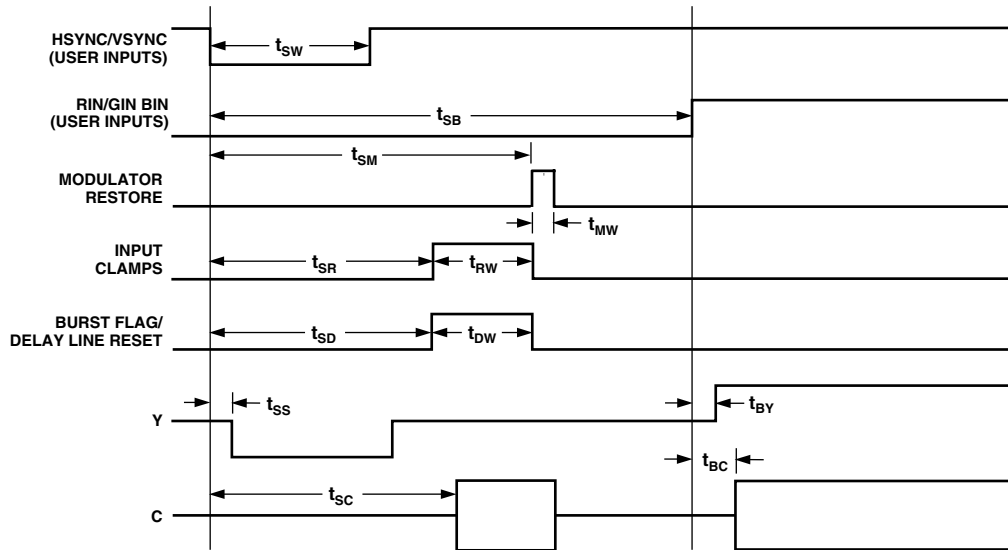 HSYNC/VSYNC
(USER INPUTS)
tSW
RIN/GIN BIN
(USER INPUTS)
tSB
tSM
MODULATOR
RESTORE
tMW
INPUT
CLAMPS
tSR
tRW
BURST FLAG/
DELAY LINE RESET
tSD
tDW
tSS
tBY
Y
tBC
tSC
C